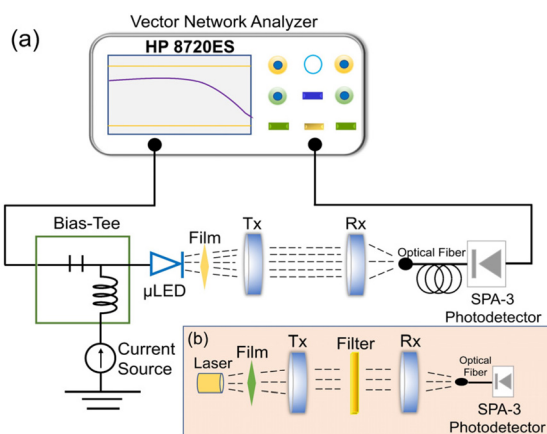 Vector Network Analyzer
(a)
HP 8720ES
Bias-Tee
Film
Tx
Rx
Optical Fiber
µLED
SPA-3
Photodetector
Current
Source
(b)
Laser
Film
Tx
Filter
Rx
Optical
Fiber
SPA-3
Photodetector